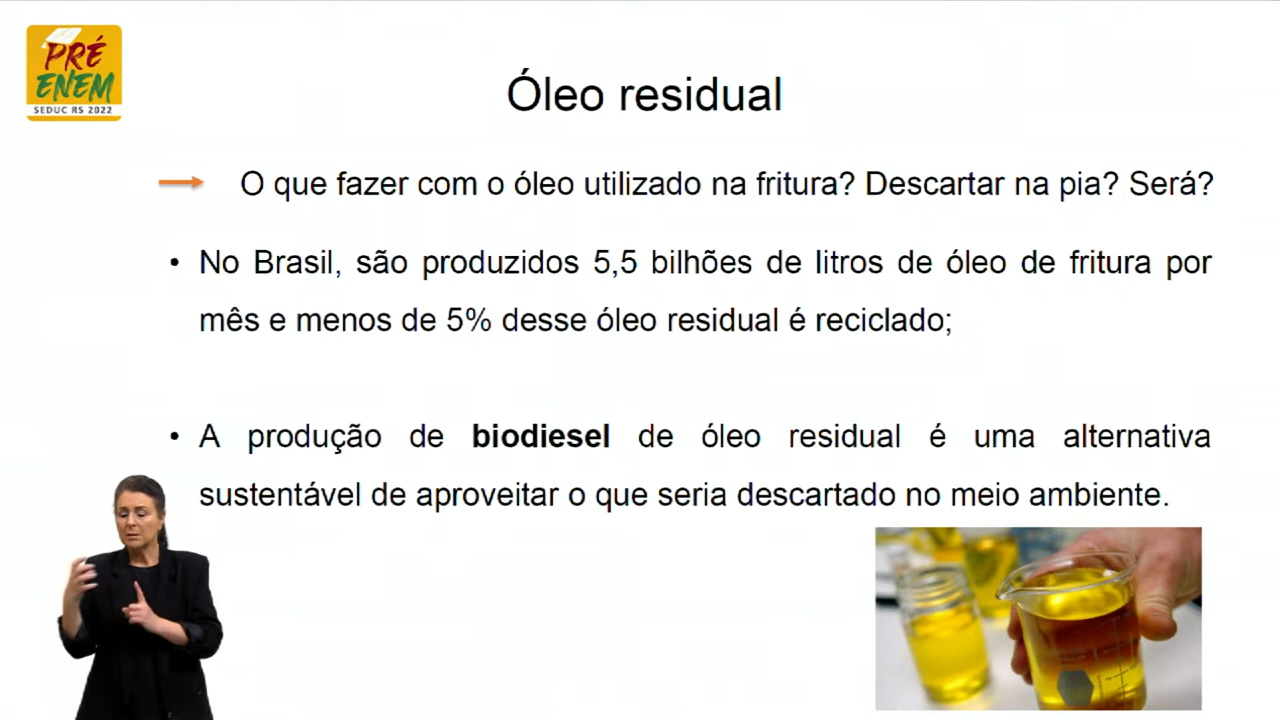 PRÉ
ENEM
SEDUC RS 2022
Óleo residual
O que fazer com o óleo utilizado na fritura? Descartar na pia? Será?
• No Brasil, são produzidos 5,5 bilhões de litros de óleo de fritura por
mês e menos de 5% desse óleo residual é reciclado;
• A produção de biodiesel de óleo residual é uma alternativa
sustentável de aproveitar o que seria descartado no meio ambiente.